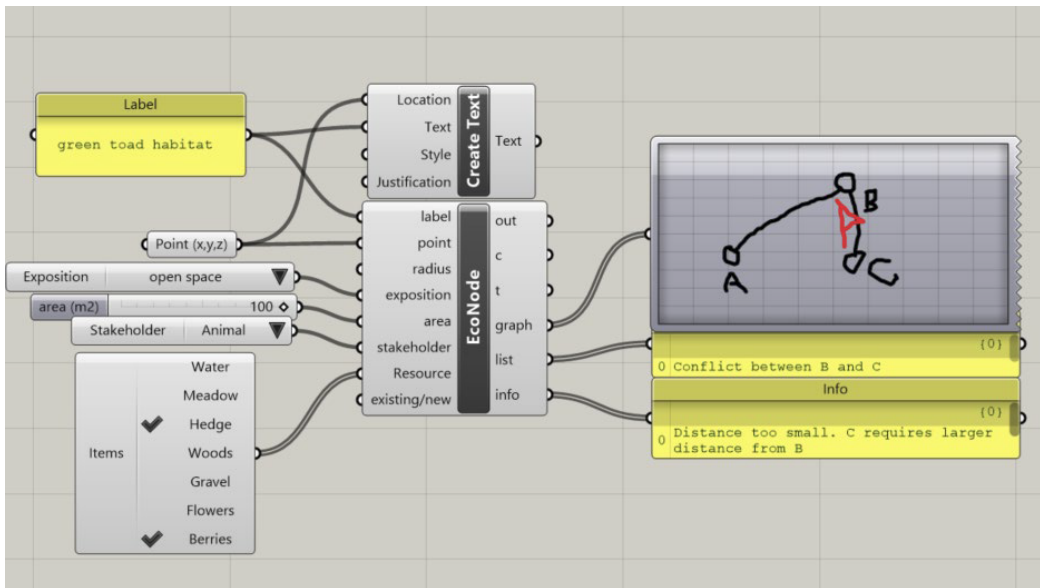 Label
green toad habitat
Point (x,y,z)
Exposition open space
area (m2) 100
Stakeholder Animal
Items
Water
Meadow
Hedge
Woods
Gravel
Flowers
Berries
Location
Text
Style
Justification
Create Text
Text
label
point
radius
exposition
area
stakeholder
Resource
existing/new
EcoNode
out
c
t
graph
list
info
A
B
C
{0}
0 Conflict between B and C
Info
{0}
0 Distance too small. C requires larger
distance from B